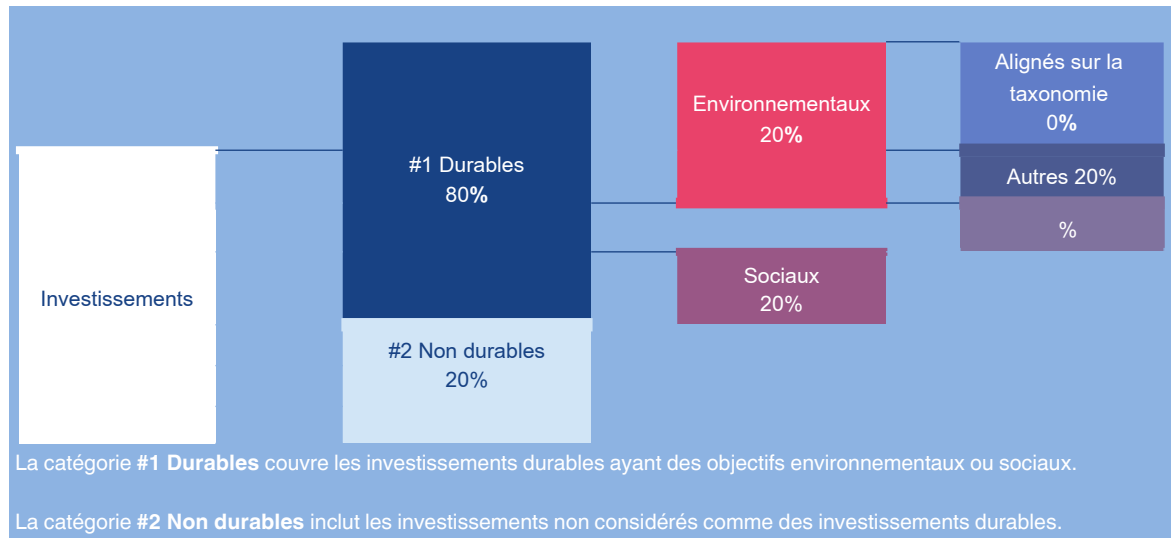 Investissements
#1 Durables
80%
#2 Non durables
20%
Environnementaux
20%
Sociaux
20%
Alignés sur la
taxonomie
0%
Autres 20%
%
La catégorie #1 Durables couvre les investissements durables ayant des objectifs environnementaux ou sociaux.
La catégorie #2 Non durables inclut les investissements non considérés comme des investissements durables.